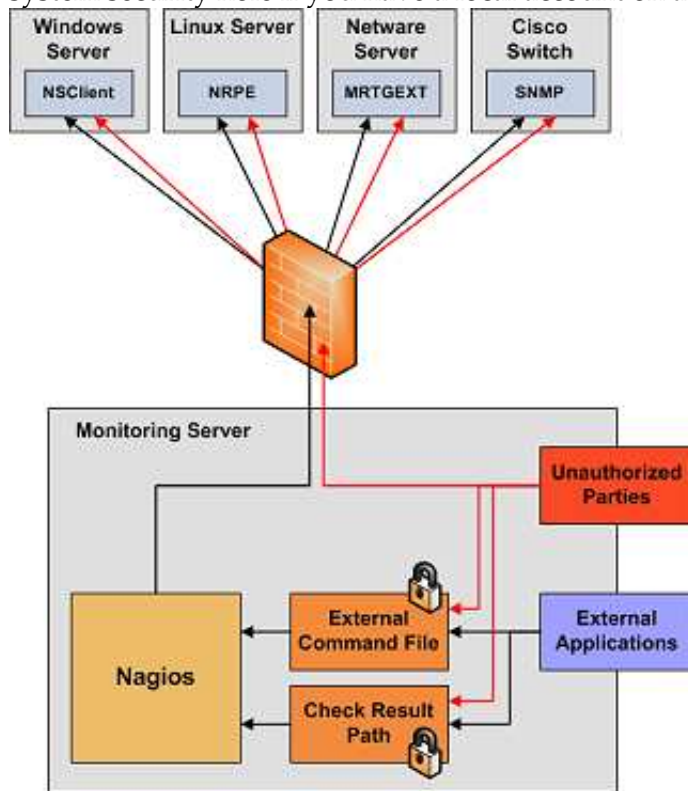 Windows
Server
Linux Server
Netware
Server
Cisco
Switch
NSClient
NRPE
MRTGEXT
SNMP
Monitoring Server
Unauthorized
Parties
External
Command File
External
Applications
Nagios
Check Result
Path